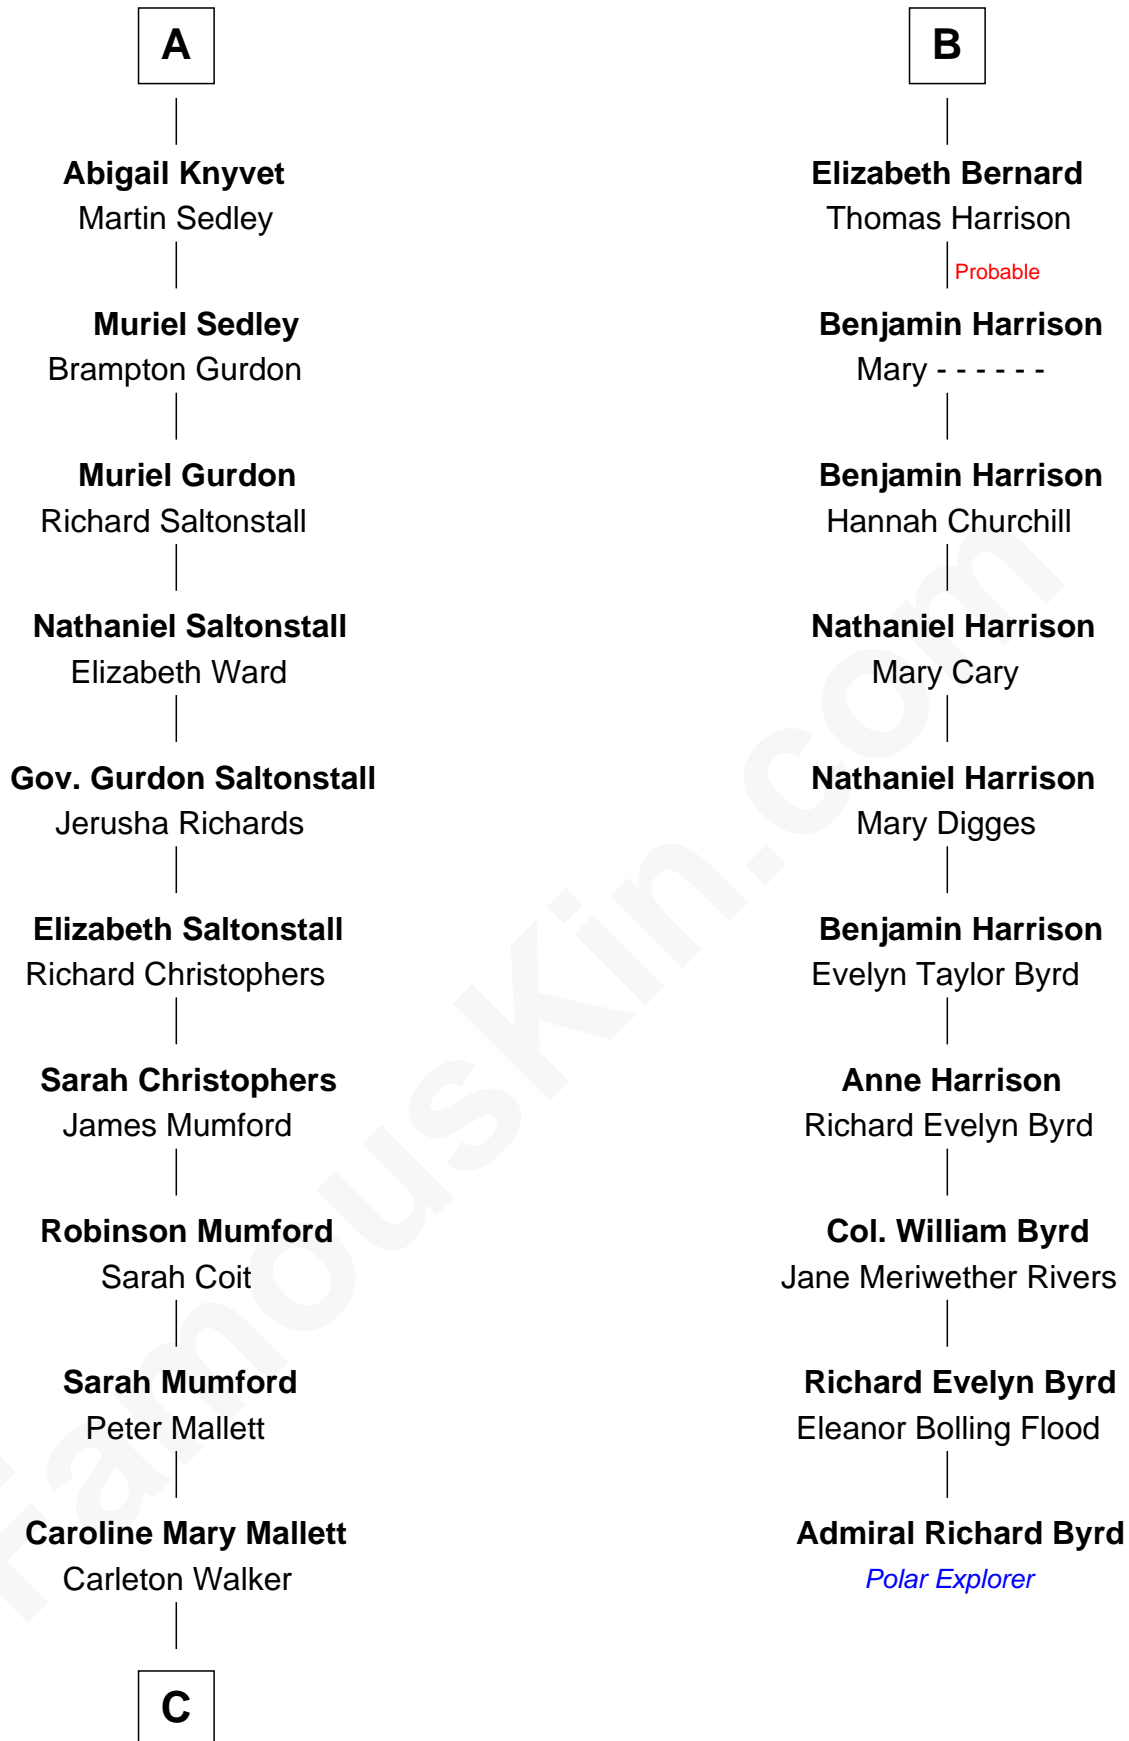 A
Abigail Knyvet
Martin Sedley
Muriel Sedley
Brampton Gurdon
Muriel Gurdon
Richard Saltonstall
Nathaniel Saltonstall
Elizabeth Ward
Gov. Gurdon Saltonstall
Jerusha Richards
Elizabeth Saltonstall
Richard Christophers
Sarah Christophers
James Mumford
Robinson Mumford
Sarah Coit
Sarah Mumford
Peter Mallett
Caroline Mary Mallett
Carleton Walker
C
B
Elizabeth Bernard
Thomas Harrison
Probable
Benjamin Harrison
Mary - - - - - -
Benjamin Harrison
Hannah Churchill
Nathaniel Harrison
Mary Cary
Nathaniel Harrison
Mary Digges
Benjamin Harrison
Evelyn Taylor Byrd
Anne Harrison
Richard Evelyn Byrd
Col. William Byrd
Jane Meriwether Rivers
Richard Evelyn Byrd
Eleanor Bolling Flood
Admiral Richard Byrd
Polar Explorer
FamousKin.com